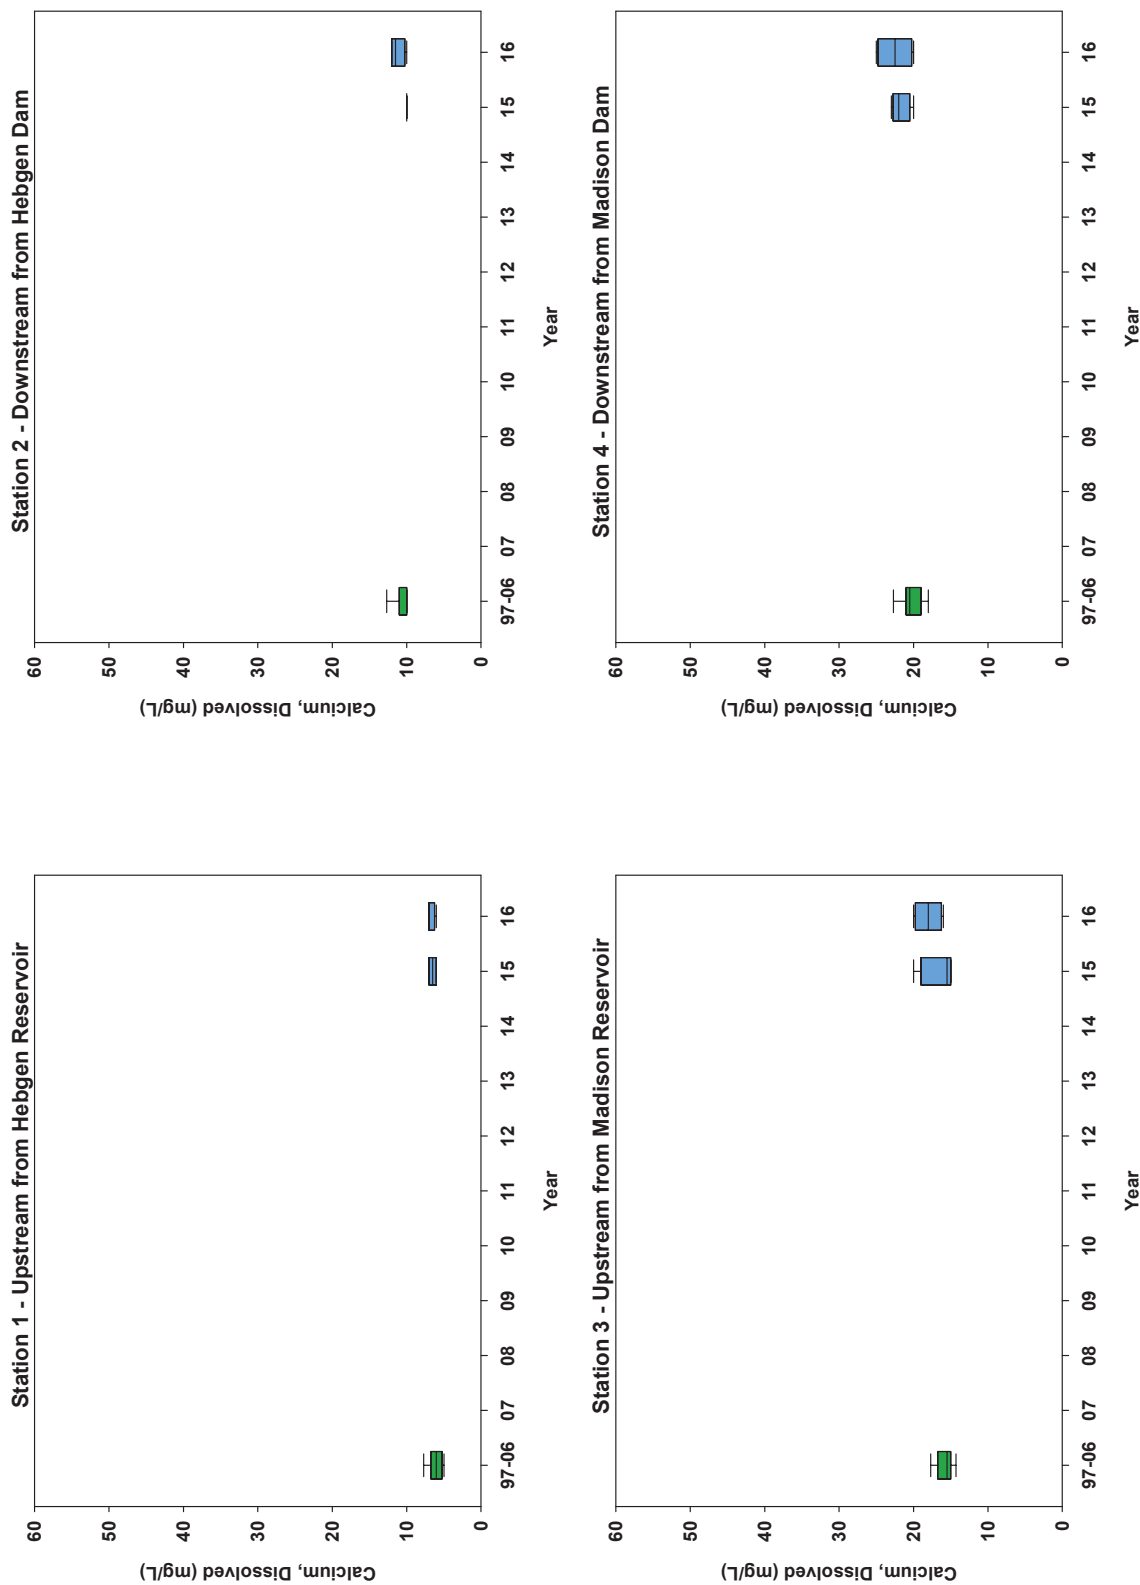 Station 1 - Upstream from Hebgen Reservoir
Calcium, Dissolved (mg/L)
60
50
40
30
20
10
0
97-06 07 08 09 10 11 12 13 14 15 16
Year
Station 2 - Downstream from Hebgen Dam
Calcium, Dissolved (mg/L)
60
50
40
30
20
10
0
97-06 07 08 09 10 11 12 13 14 15 16
Year
Station 3 - Upstream from Madison Reservoir
Calcium, Dissolved (mg/L)
60
50
40
30
20
10
0
97-06 07 08 09 10 11 12 13 14 15 16
Year
Station 4 - Downstream from Madison Dam
Calcium, Dissolved (mg/L)
60
50
40
30
20
10
0
97-06 07 08 09 10 11 12 13 14 15 16
Year